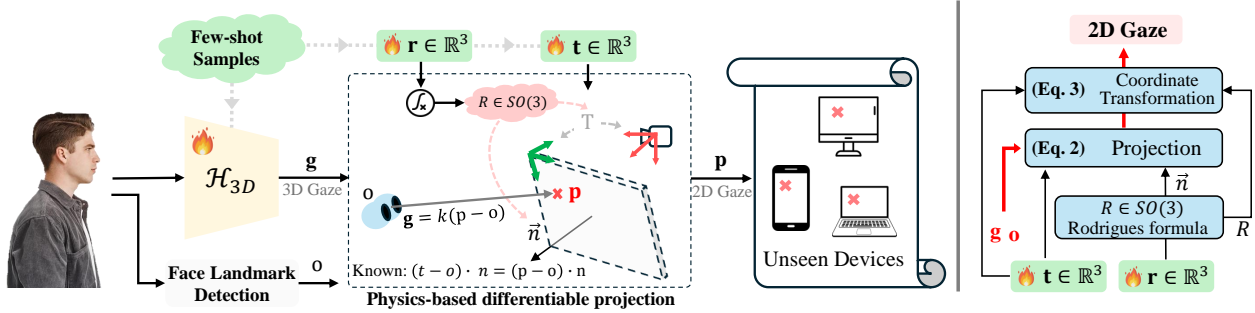 Few-shot
Samples
🔥 r ∈ ℝ³
🔥 t ∈ ℝ³
R ∈ SO(3)
T
ℋ₃D
g
3D Gaze
o
p
g = k(p − o)
n⃗
Known: (t − o) · n = (p − o) · n
Face Landmark
Detection
o
Physics-based differentiable projection
p
2D Gaze
Unseen Devices
2D Gaze
(Eq. 3) Coordinate
Transformation
(Eq. 2) Projection
n⃗
R ∈ SO(3)
Rodrigues formula
R
g o
🔥 t ∈ ℝ³
🔥 r ∈ ℝ³